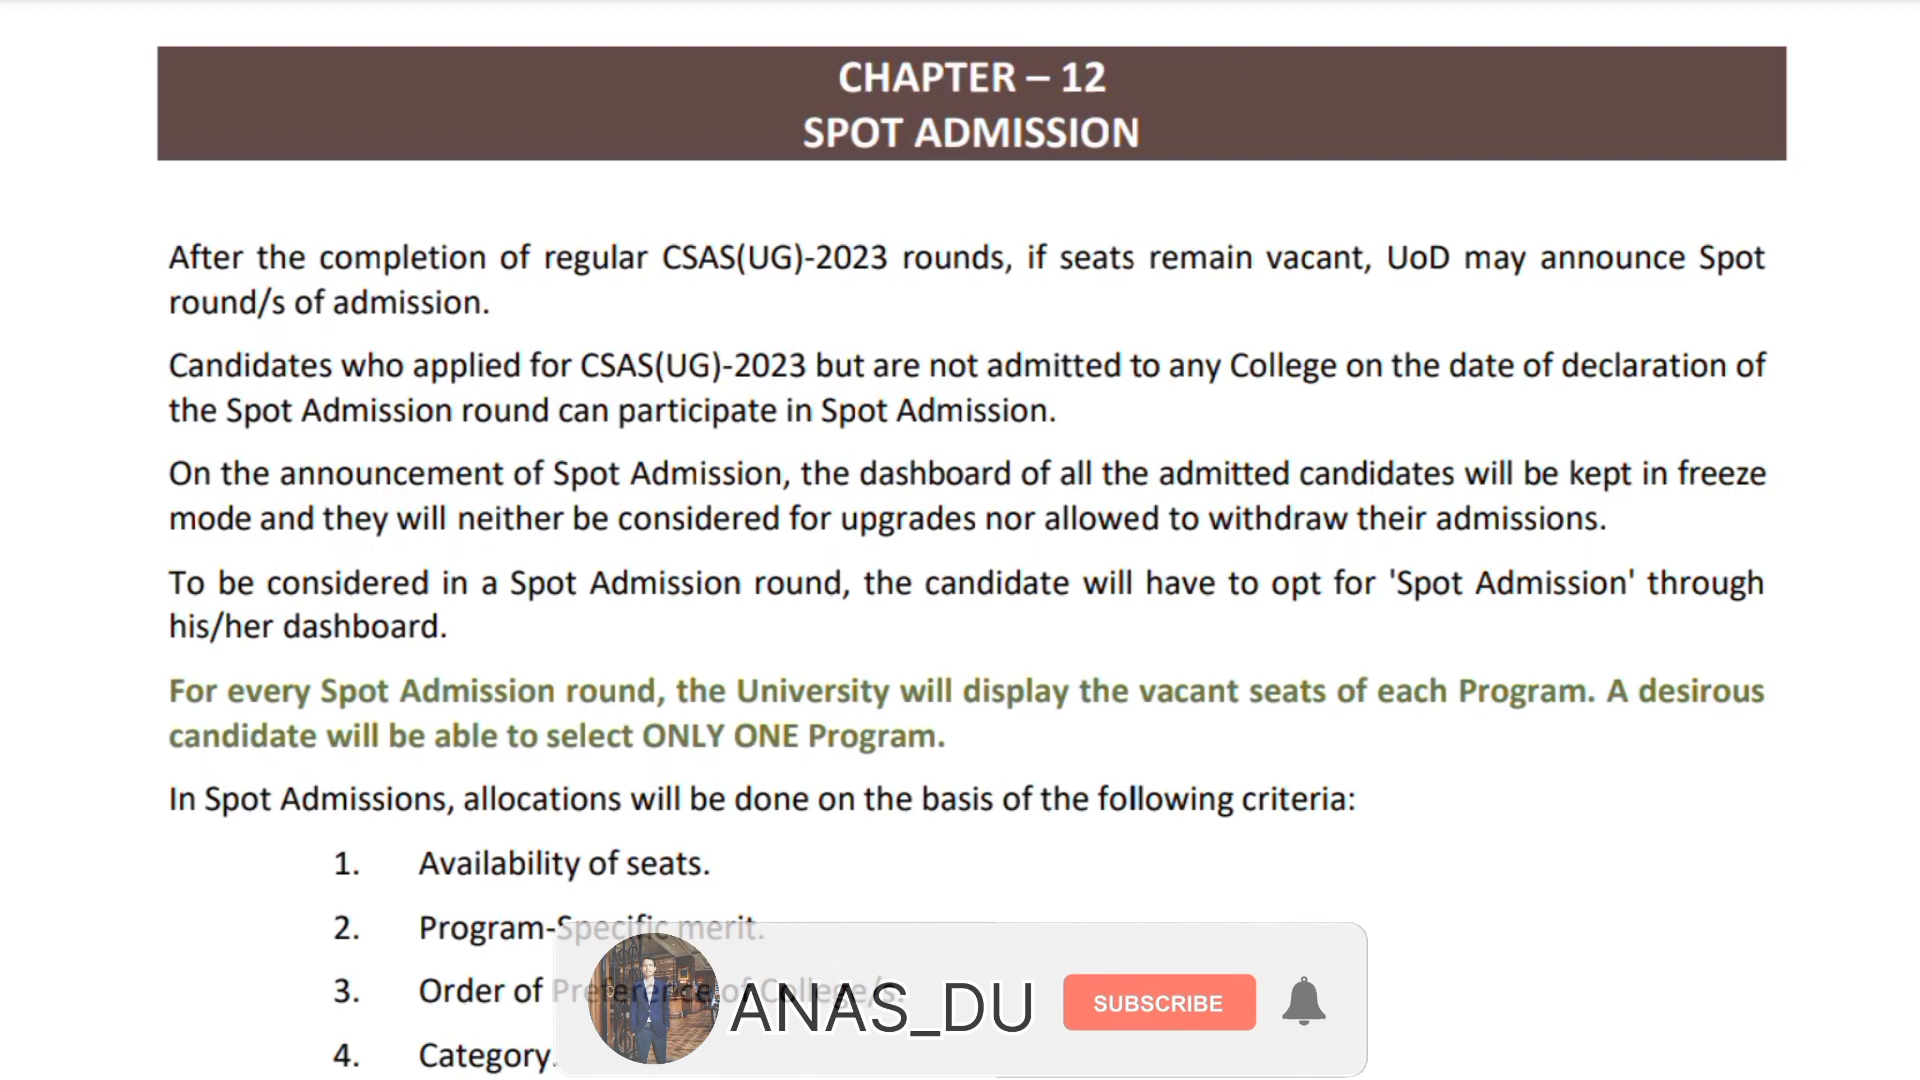 CHAPTER – 12
SPOT ADMISSION
After the completion of regular CSAS(UG)-2023 rounds, if seats remain vacant, UoD may announce Spot
round/s of admission.
Candidates who applied for CSAS(UG)-2023 but are not admitted to any College on the date of declaration of
the Spot Admission round can participate in Spot Admission.
On the announcement of Spot Admission, the dashboard of all the admitted candidates will be kept in freeze
mode and they will neither be considered for upgrades nor allowed to withdraw their admissions.
To be considered in a Spot Admission round, the candidate will have to opt for 'Spot Admission' through
his/her dashboard.
For every Spot Admission round, the University will display the vacant seats of each Program. A desirous
candidate will be able to select ONLY ONE Program.
In Spot Admissions, allocations will be done on the basis of the following criteria:
1. Availability of seats.
2. Program-Specific merit.
3. Order of Preference of College/s.
4. Category.
ANAS_DU
SUBSCRIBE